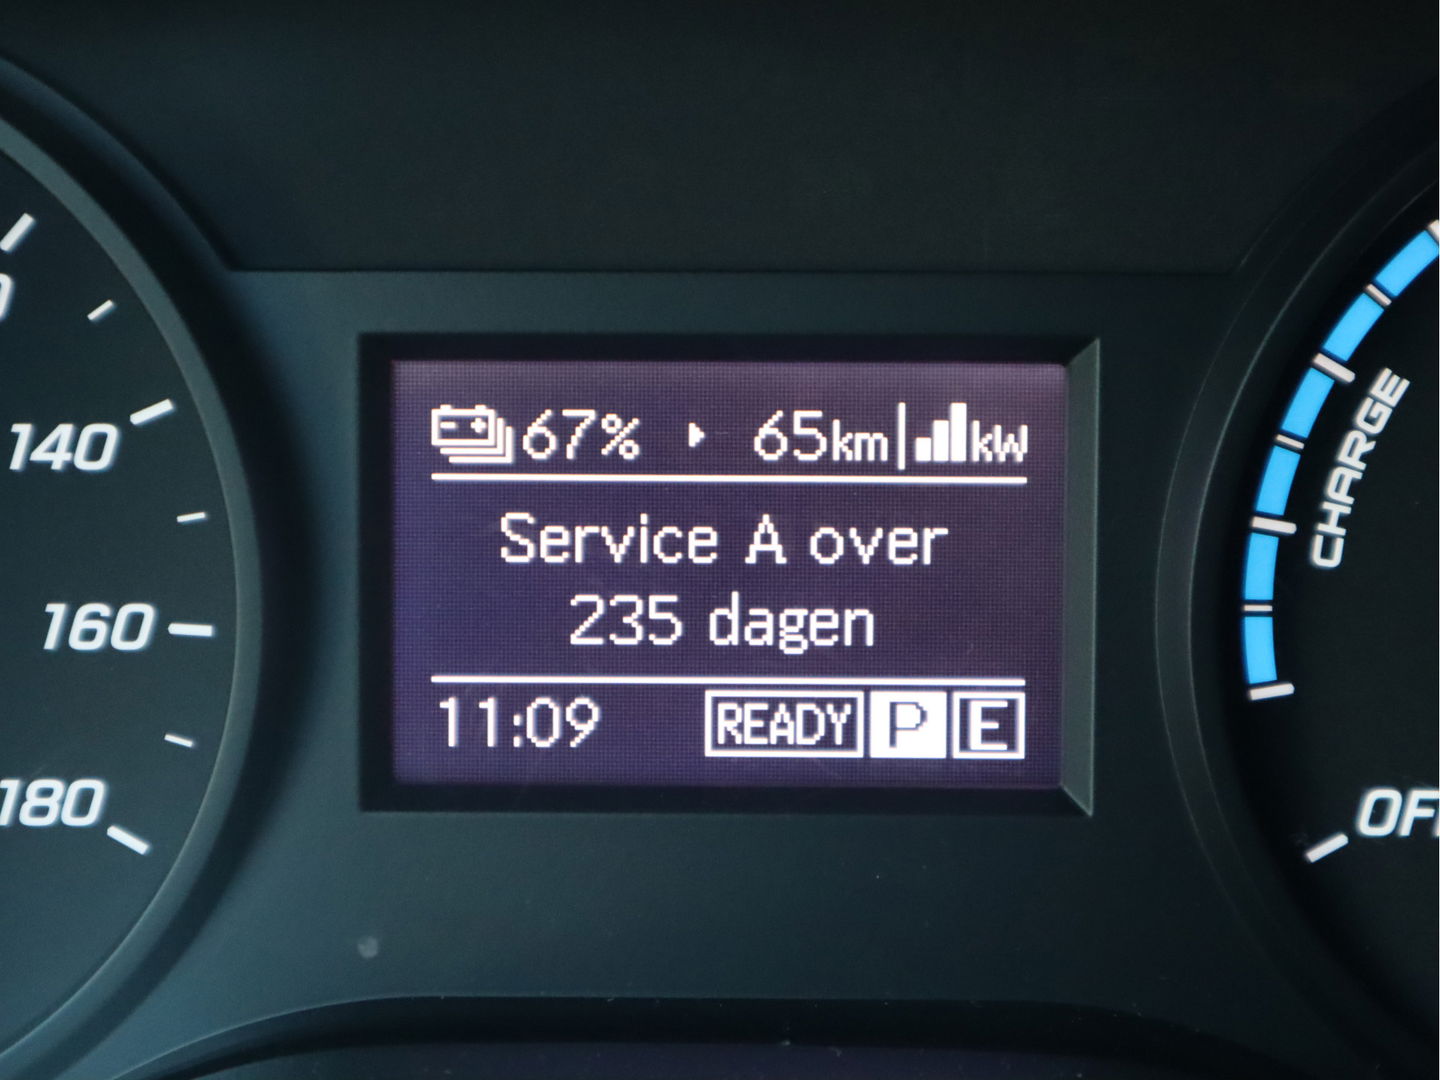 67% 65km kW
Service A over
235 dagen
11:09 READY P E
140
160
180
CHARGE